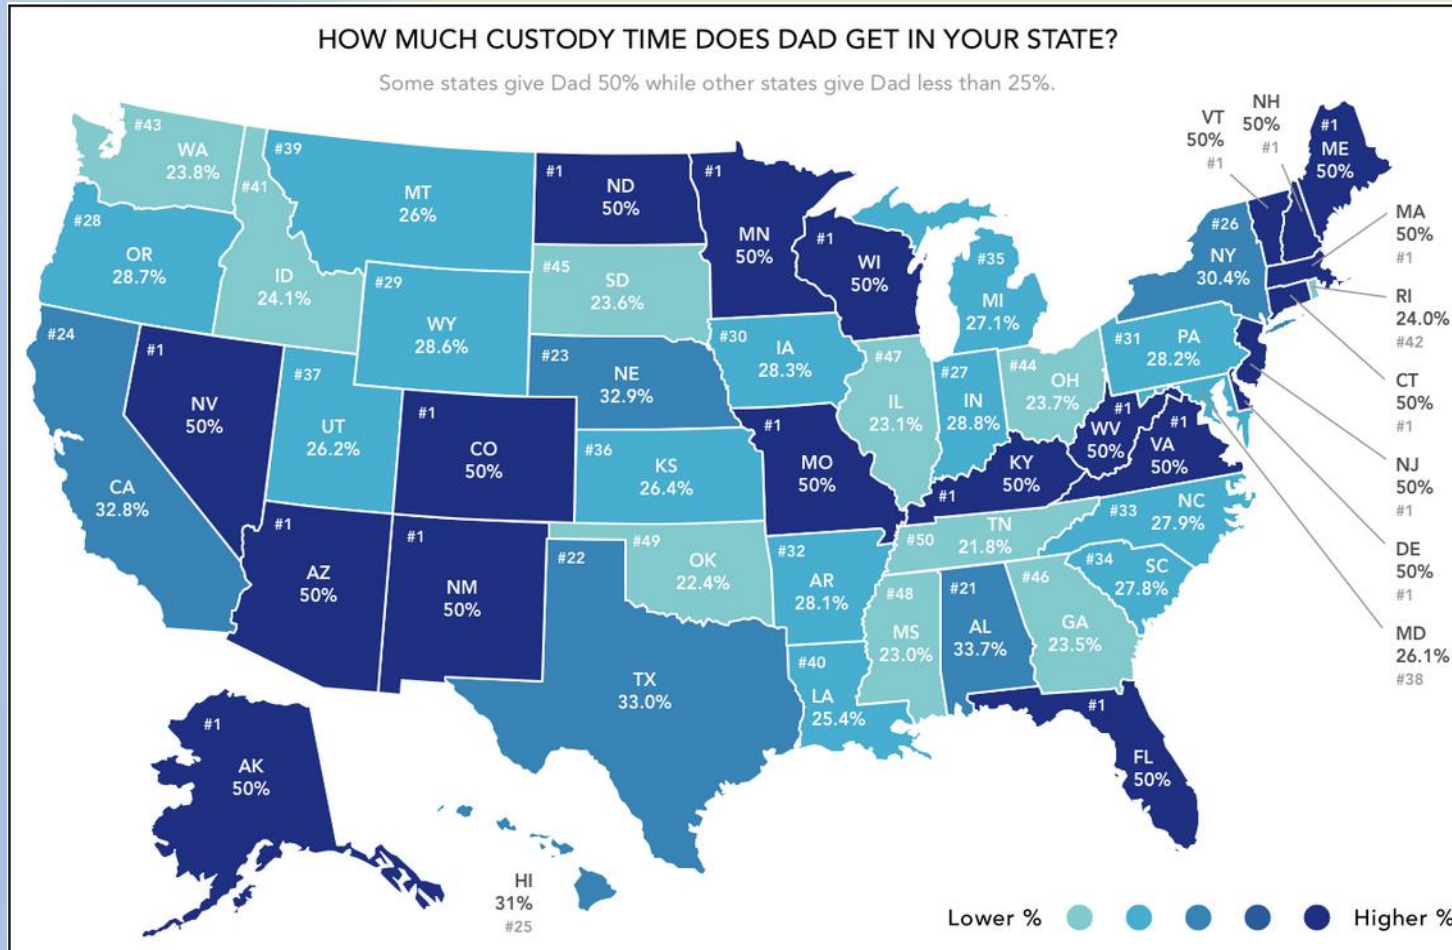 HOW MUCH CUSTODY TIME DOES DAD GET IN YOUR STATE?
Some states give Dad 50% while other states give Dad less than 25%.
#43
WA
23.8%
#41
ID
24.1%
#39
MT
26%
#1
ND
50%
#1
MN
50%
#1
WI
50%
VT
50%
#1
NH
50%
#1
#1
ME
50%
#28
OR
28.7%
#29
WY
28.6%
#45
SD
23.6%
#35
MI
27.1%
#26
NY
30.4%
MA
50%
#1
RI
24.0%
#42
CT
50%
#1
NJ
50%
#1
DE
50%
#1
MD
26.1%
#38
#24
CA
32.8%
#1
NV
50%
#37
UT
26.2%
#1
CO
50%
#23
NE
32.9%
#30
IA
28.3%
#47
IL
23.1%
#27
IN
28.8%
#44
OH
23.7%
#31
PA
28.2%
#36
KS
26.4%
#1
MO
50%
#1
KY
50%
#1
WV
50%
#1
VA
50%
#1
AZ
50%
#1
NM
50%
#49
OK
22.4%
#32
AR
28.1%
#50
TN
21.8%
#33
NC
27.9%
#34
SC
27.8%
#22
TX
33.0%
#40
LA
25.4%
#48
MS
23.0%
#21
AL
33.7%
#46
GA
23.5%
#1
FL
50%
#1
AK
50%
HI
31%
#25
Lower %
Higher %